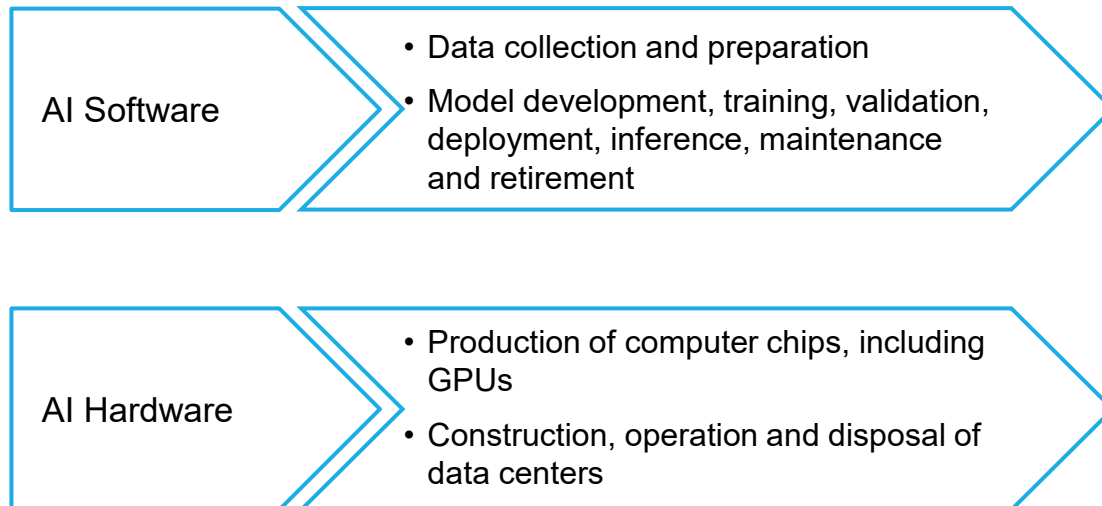 AI Software
• Data collection and preparation
• Model development, training, validation,
deployment, inference, maintenance
and retirement
AI Hardware
• Production of computer chips, including
GPUs
• Construction, operation and disposal of
data centers